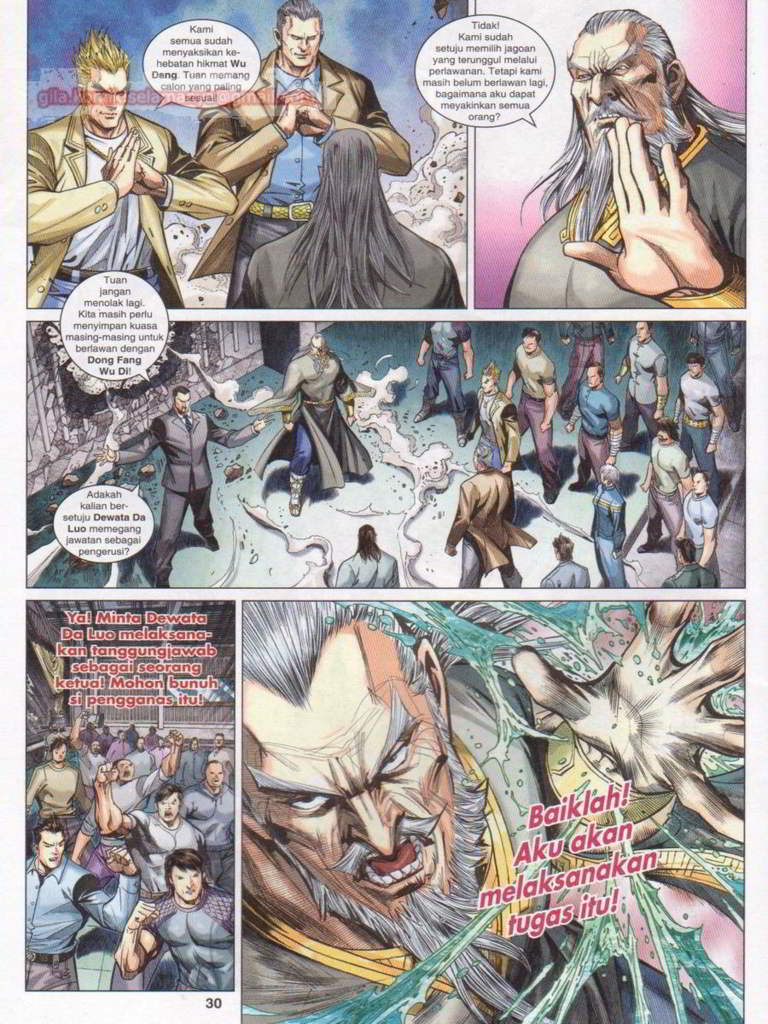 Kami
semua sudah
menyaksikan ke-
hebatan hikmat Wu
Dang. Tuan memang
calon yang paling
sesuai!
Tidak!
Kami sudah
setuju memilih jagoan
yang terunggul melalui
perlawanan. Tetapi kami
masih belum berlawan lagi,
bagaimana aku dapat
meyakinkan semua
orang?
Tuan
jangan
menolak lagi.
Kita masih perlu
menyimpan kuasa
masing-masing untuk
berlawan dengan
Dong Fang
Wu Di!
Adakah
kalian ber-
setuju Dewata Da
Luo memegang
jawatan sebagai
pengerusi?
Ya! Minta Dewata
Da Luo melaksana-
kan tanggungjawab
sebagai seorang
ketua! Mohon bunuh
si pengganas itu!
Baiklah!
Aku akan
melaksanakan
tugas itu!
30